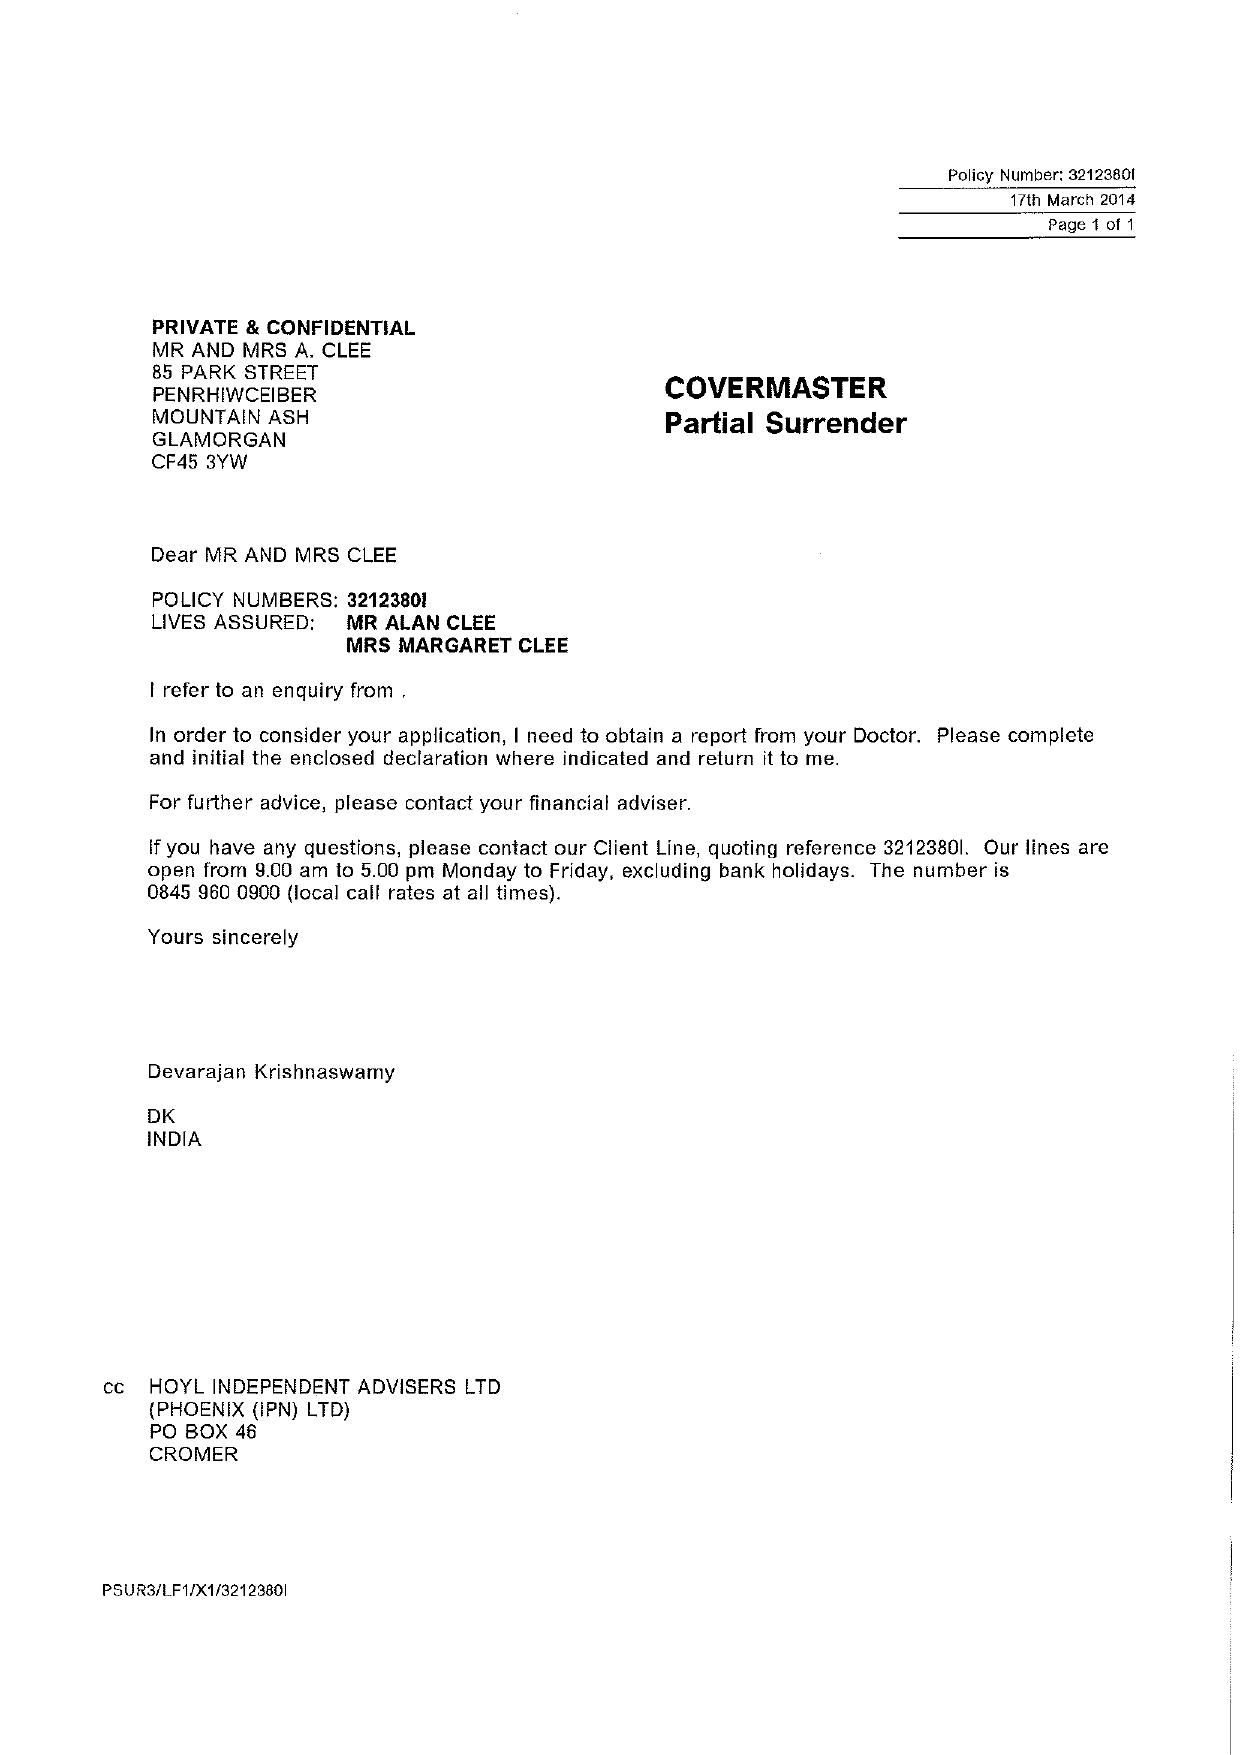 Policy Number: 3212380I
17th March 2014
Page 1 of 1
PRIVATE & CONFIDENTIAL
MR AND MRS A. CLEE
85 PARK STREET
PENRHIWCEIBER
MOUNTAIN ASH
GLAMORGAN
CF45 3YW
COVERMASTER
Partial Surrender
Dear MR AND MRS CLEE
POLICY NUMBERS: 3212380I
LIVES ASSURED: MR ALAN CLEE
MRS MARGARET CLEE
I refer to an enquiry from .
In order to consider your application, I need to obtain a report from your Doctor. Please complete
and initial the enclosed declaration where indicated and return it to me.
For further advice, please contact your financial adviser.
If you have any questions, please contact our Client Line, quoting reference 3212380I. Our lines are
open from 9.00 am to 5.00 pm Monday to Friday, excluding bank holidays. The number is
0845 960 0900 (local call rates at all times).
Yours sincerely
Devarajan Krishnaswamy
DK
INDIA
cc HOYL INDEPENDENT ADVISERS LTD
(PHOENIX (IPN) LTD)
PO BOX 46
CROMER
PSUR3/LF1/X1/3212380I